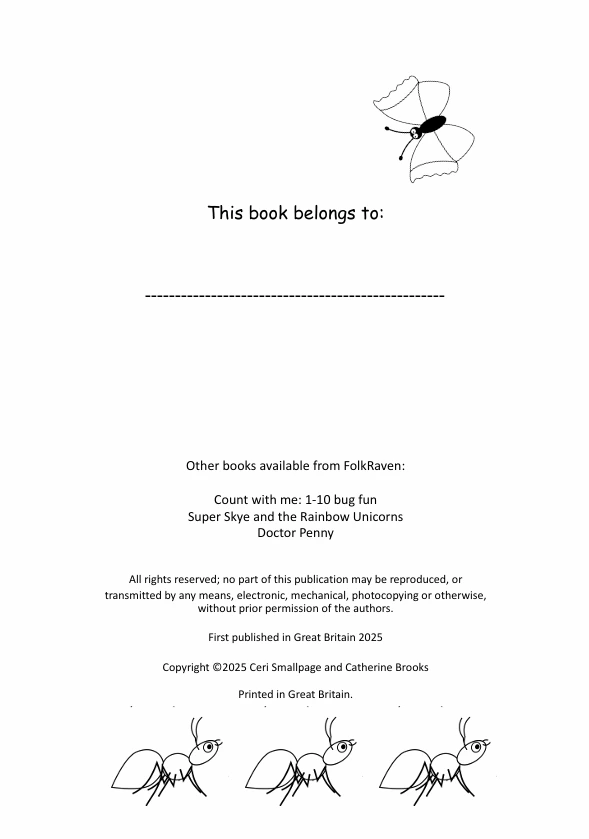 This book belongs to:
--------------------------------------------------
Other books available from FolkRaven:
Count with me: 1-10 bug fun
Super Skye and the Rainbow Unicorns
Doctor Penny
All rights reserved; no part of this publication may be reproduced, or
transmitted by any means, electronic, mechanical, photocopying or otherwise,
without prior permission of the authors.
First published in Great Britain 2025
Copyright ©2025 Ceri Smallpage and Catherine Brooks
Printed in Great Britain.